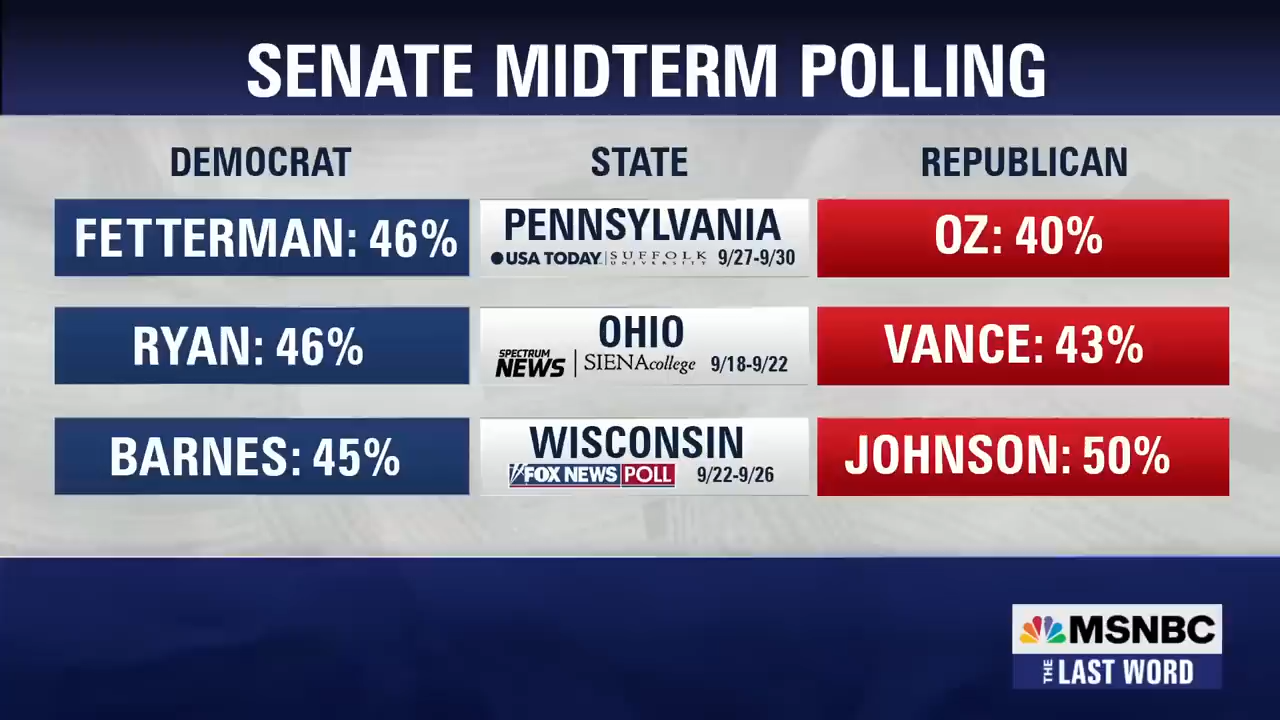 SENATE MIDTERM POLLING
DEMOCRAT STATE REPUBLICAN
FETTERMAN: 46% PENNSYLVANIA OZ: 40%
USA TODAY SUFFOLK UNIVERSITY 9/27-9/30
RYAN: 46% OHIO VANCE: 43%
SPECTRUM NEWS SIENAcollege 9/18-9/22
BARNES: 45% WISCONSIN JOHNSON: 50%
FOX NEWS POLL 9/22-9/26
MSNBC
THE LAST WORD